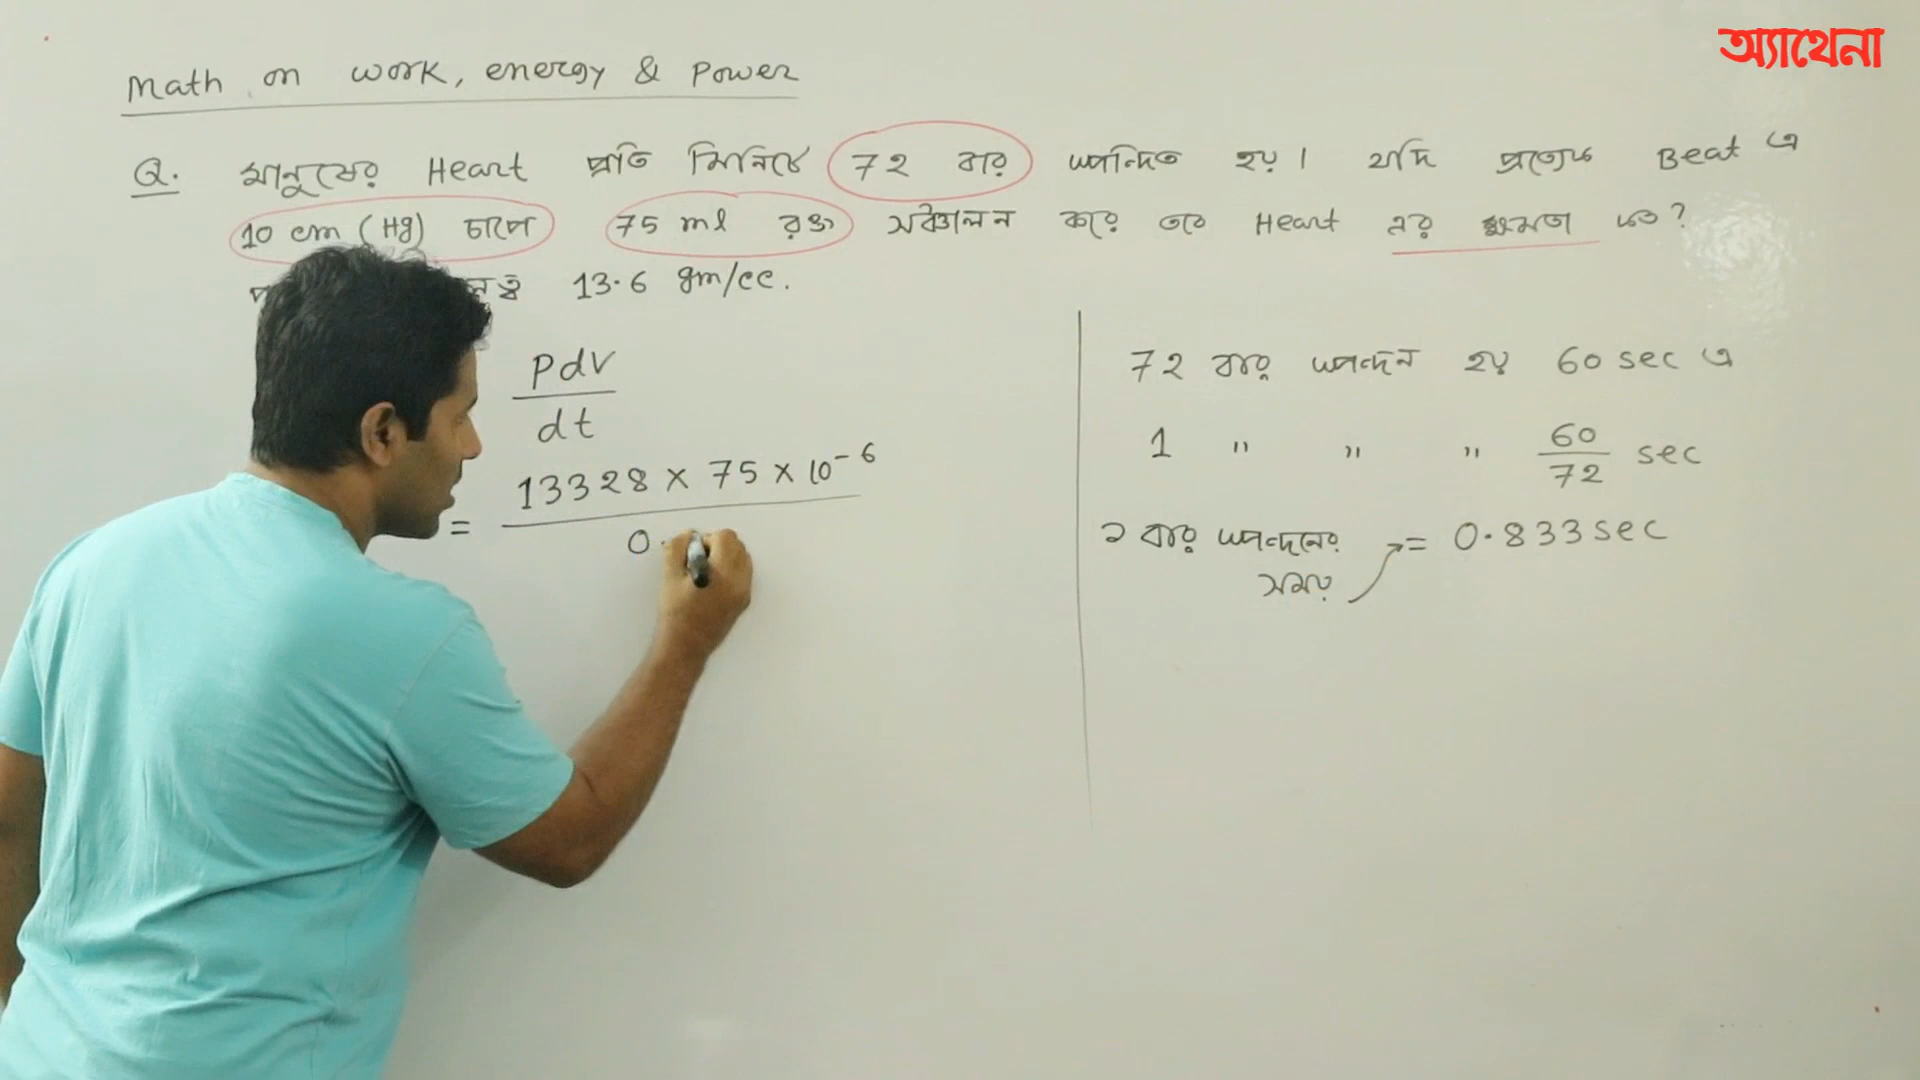 অ্যাথেনা
Math on work, energy & Power
Q. মানুষের Heart প্রতি মিনিটে 72 বার স্পন্দিত হয়। যদি প্রত্যেক Beat এ
10 cm (Hg) চাপে 75 ml রক্ত সঞ্চালন করে তবে Heart এর ক্ষমতা কত?
13.6 gm/cc.
Pdv
dt
= 13328 × 75 × 10⁻⁶
0.
72 বার স্পন্দন হয় 60 sec এ
1 " " " 60/72 sec
১ বার স্পন্দনের সময় = 0.833 sec